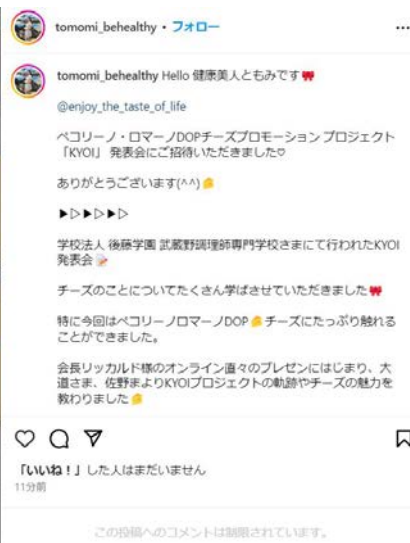 tomomi_behealthy • フォロー
tomomi_behealthy Hello 健康美人ともみです🎀
@enjoy_the_taste_of_life
ペコリーノ・ロマーノDOPチーズプロモーション プロジェクト
「KYOI」 発表会にご招待いただきました♡
ありがとうございます(^^)🧀
▶▷▶▷▶▷
学校法人 後藤学園 武蔵野調理師専門学校さまにて行われたKYOI
発表会📝
チーズのことについてたくさん学ばさせていただきました🎀
特に今回はペコリーノロマーノDOP🧀チーズにたっぷり触れる
ことができました。
会長リッカルド様のオンライン直々のプレゼンにはじまり、大
道さま、佐野まよりKYOIプロジェクトの軌跡やチーズの魅力を
教わりました🧀
「いいね！」した人はまだいません
11分前
この投稿へのコメントは制限されています。